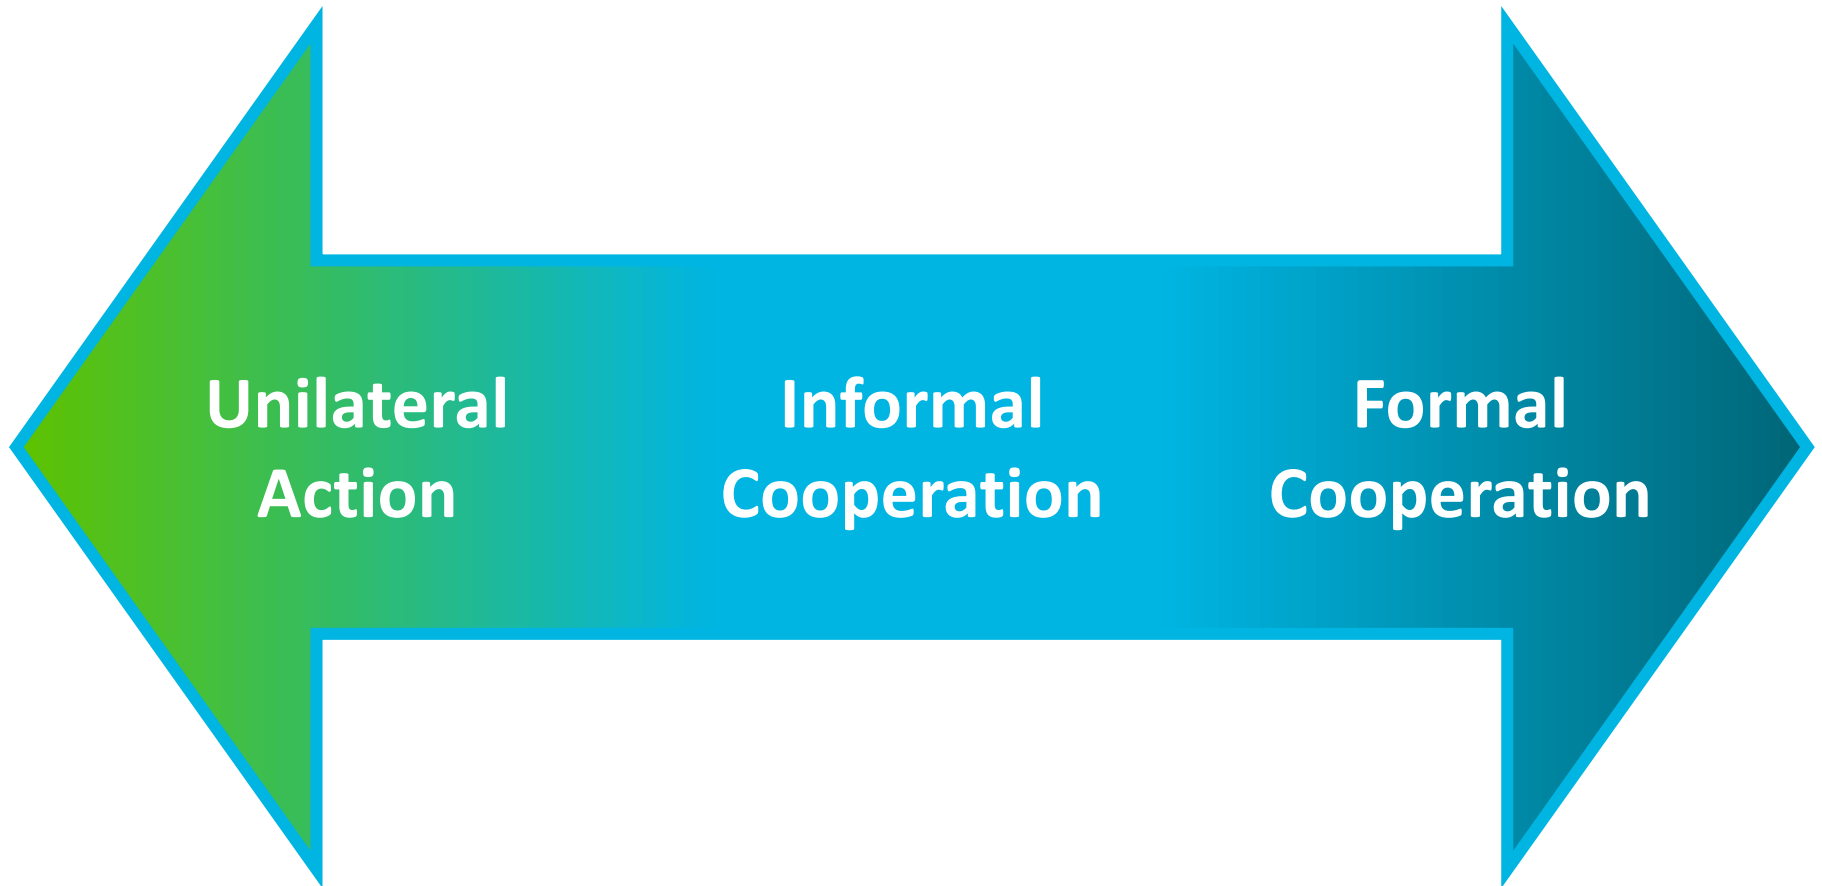 Unilateral
Action
Informal
Cooperation
Formal
Cooperation